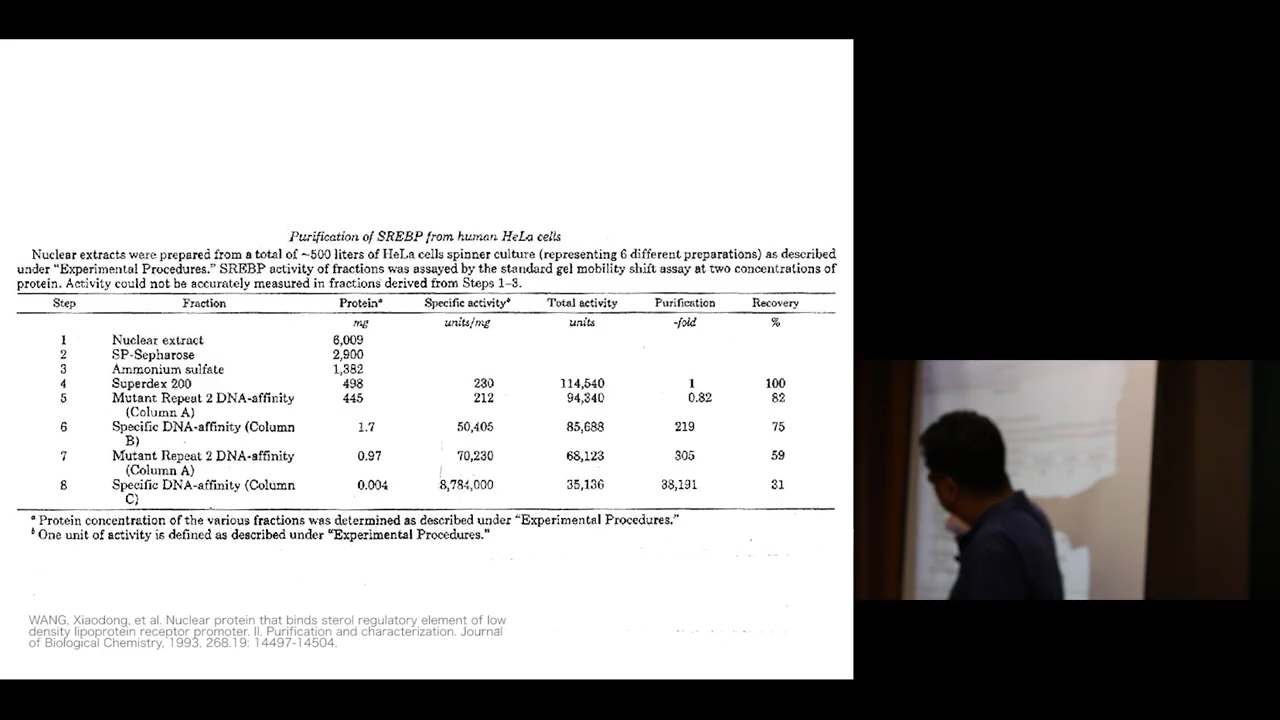 Purification of SREBP from human HeLa cells
Nuclear extracts were prepared from a total of ~500 liters of HeLa cells spinner culture (representing 6 different preparations) as described
under "Experimental Procedures." SREBP activity of fractions was assayed by the standard gel mobility shift assay at two concentrations of
protein. Activity could not be accurately measured in fractions derived from Steps 1-3.
Step Fraction Proteinᵃ Specific activityᵇ Total activity Purification Recovery
mg units/mg units -fold %
1 Nuclear extract 6,009
2 SP-Sepharose 2,900
3 Ammonium sulfate 1,382
4 Superdex 200 498 230 114,540 1 100
5 Mutant Repeat 2 DNA-affinity 445 212 94,340 0.82 82
(Column A)
6 Specific DNA-affinity (Column 1.7 50,405 85,688 219 75
B)
7 Mutant Repeat 2 DNA-affinity 0.97 70,230 68,123 305 59
(Column A)
8 Specific DNA-affinity (Column 0.004 8,784,000 35,136 38,191 31
C)
ᵃ Protein concentration of the various fractions was determined as described under "Experimental Procedures."
ᵇ One unit of activity is defined as described under "Experimental Procedures."
WANG, Xiaodong, et al. Nuclear protein that binds sterol regulatory element of low
density lipoprotein receptor promoter. II. Purification and characterization. Journal
of Biological Chemistry, 1993, 268.19: 14497-14504.